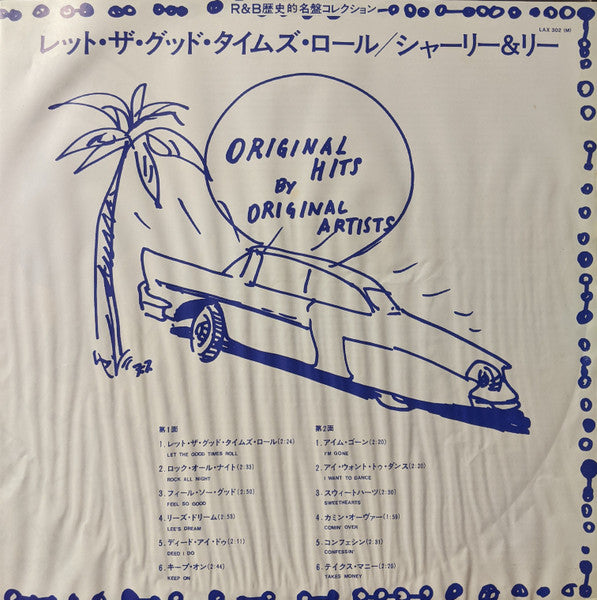 R&B歴史的名盤コレクション
LAX 302 (M)
レット・ザ・グッド・タイムズ・ロール/シャーリー&リー
ORIGINAL
HITS
BY
ORIGINAL
ARTISTS
第1面
1.レット・ザ・グッド・タイムズ・ロール(2:24)
LET THE GOOD TIMES ROLL
2.ロック・オール・ナイト(2:33)
ROCK ALL NIGHT
3.フィール・ソー・グッド(2:50)
FEEL SO GOOD
4.リーズ・ドリーム(2:53)
LEE'S DREAM
5.ディード・アイ・ドゥ(2:11)
DEED I DO
6.キープ・オン(2:44)
KEEP ON
第2面
1.アイム・ゴーン(2:20)
I'M GONE
2.アイ・ウォント・トゥ・ダンス(2:20)
I WANT TO DANCE
3.スウィートハーツ(2:30)
SWEETHEARTS
4.カミン・オーヴァー(1:59)
COMIN' OVER
5.コンフェシン(2:31)
CONFESSIN'
6.テイクス・マニー(2:20)
TAKES MONEY